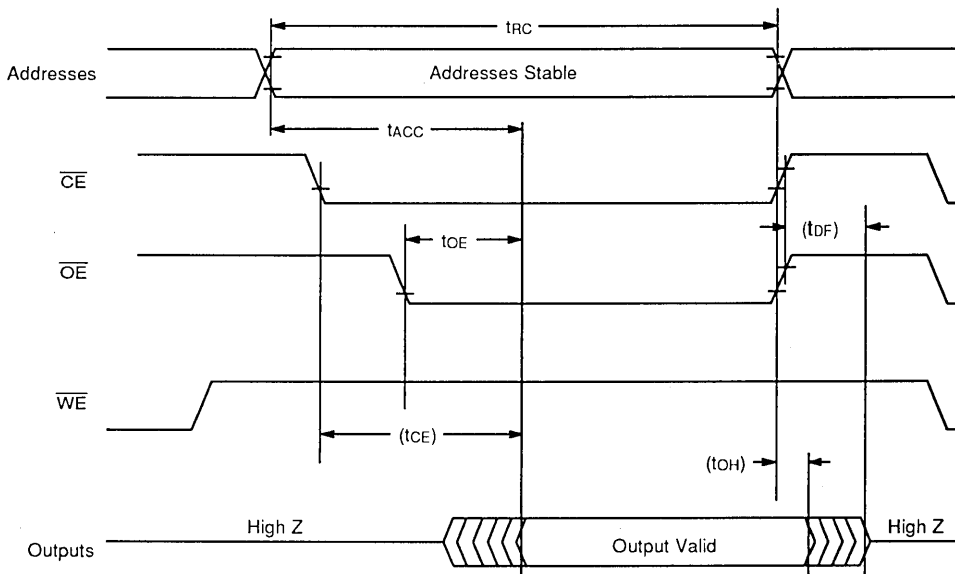 tRC
Addresses
Addresses Stable
tACC
CE
tOE
(tDF)
OE
WE
(tCE)
(tOH)
High Z
High Z
Outputs
Output Valid